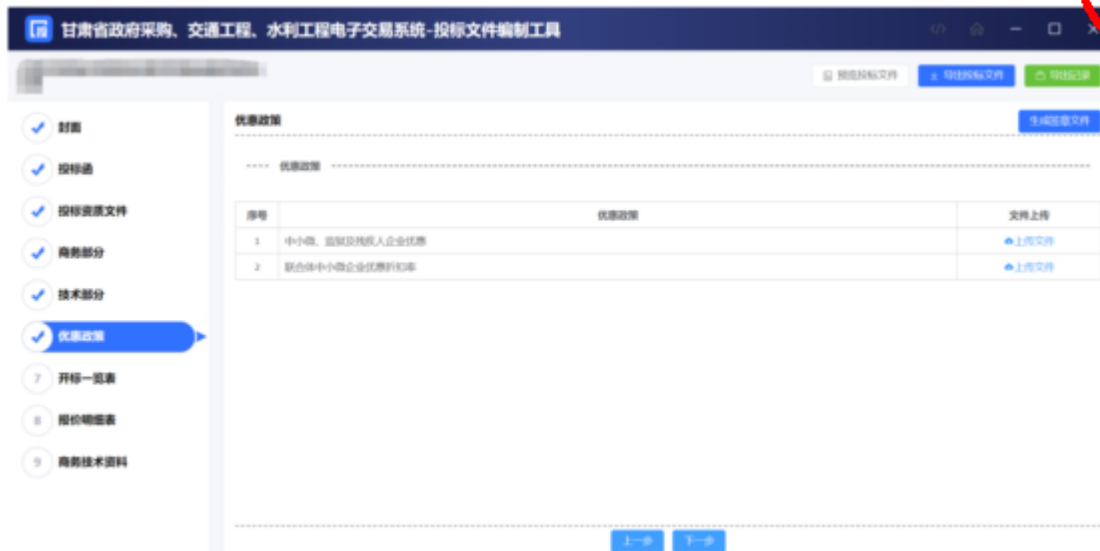 甘肃省政府采购、交通工程、水利工程电子交易系统-投标文件编制工具
预览投标文件
导出投标文件
导出记录
封面
投标函
投标资质文件
商务部分
技术部分
优惠政策
7 开标一览表
8 报价明细表
9 商务技术资料
优惠政策
生成签章文件
优惠政策
序号 优惠政策 文件上传
1 中小微、监狱及残疾人企业优惠 上传文件
2 联合体中小微企业优惠折扣率 上传文件
上一步 下一步